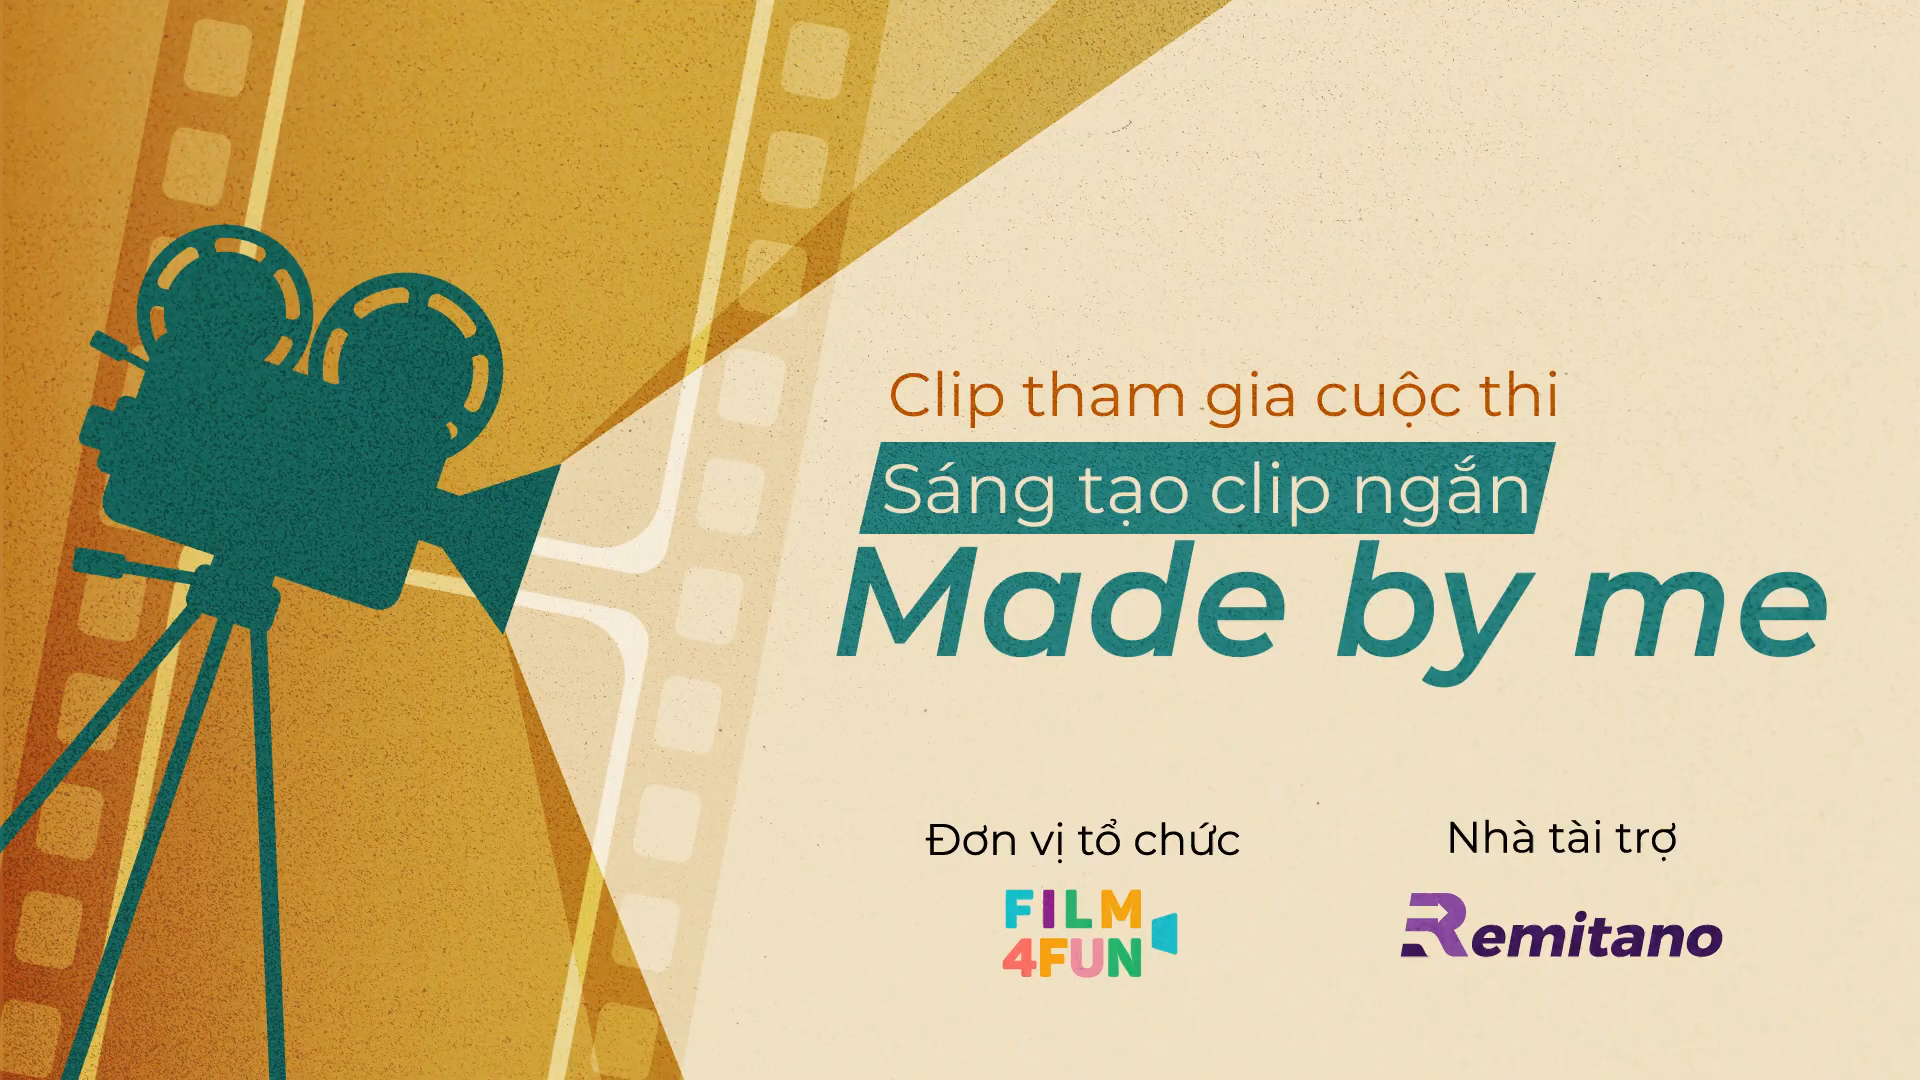 Clip tham gia cuộc thi
Sáng tạo clip ngắn
Made by me
Đơn vị tổ chức
FILM
4FUN
Nhà tài trợ
Remitano